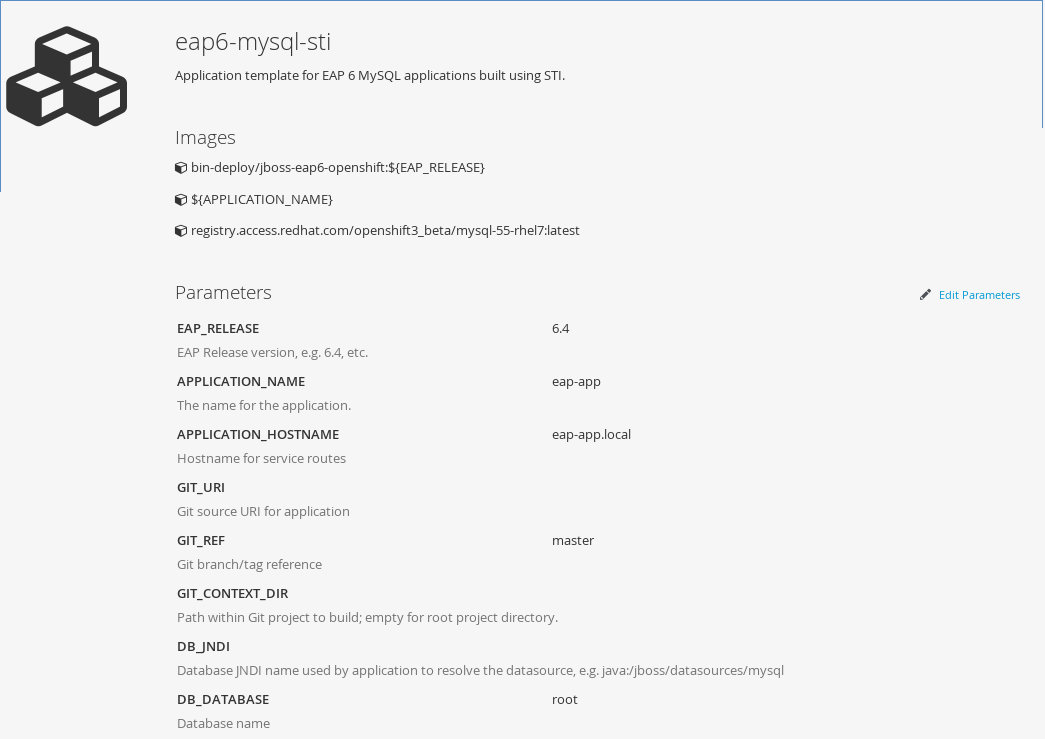 eap6-mysql-sti
Application template for EAP 6 MySQL applications built using STI.
Images
bin-deploy/jboss-eap6-openshift:${EAP_RELEASE}
${APPLICATION_NAME}
registry.access.redhat.com/openshift3_beta/mysql-55-rhel7:latest
Parameters Edit Parameters
EAP_RELEASE 6.4
EAP Release version, e.g. 6.4, etc.
APPLICATION_NAME eap-app
The name for the application.
APPLICATION_HOSTNAME eap-app.local
Hostname for service routes
GIT_URI
Git source URI for application
GIT_REF master
Git branch/tag reference
GIT_CONTEXT_DIR
Path within Git project to build; empty for root project directory.
DB_JNDI
Database JNDI name used by application to resolve the datasource, e.g. java:/jboss/datasources/mysql
DB_DATABASE root
Database name